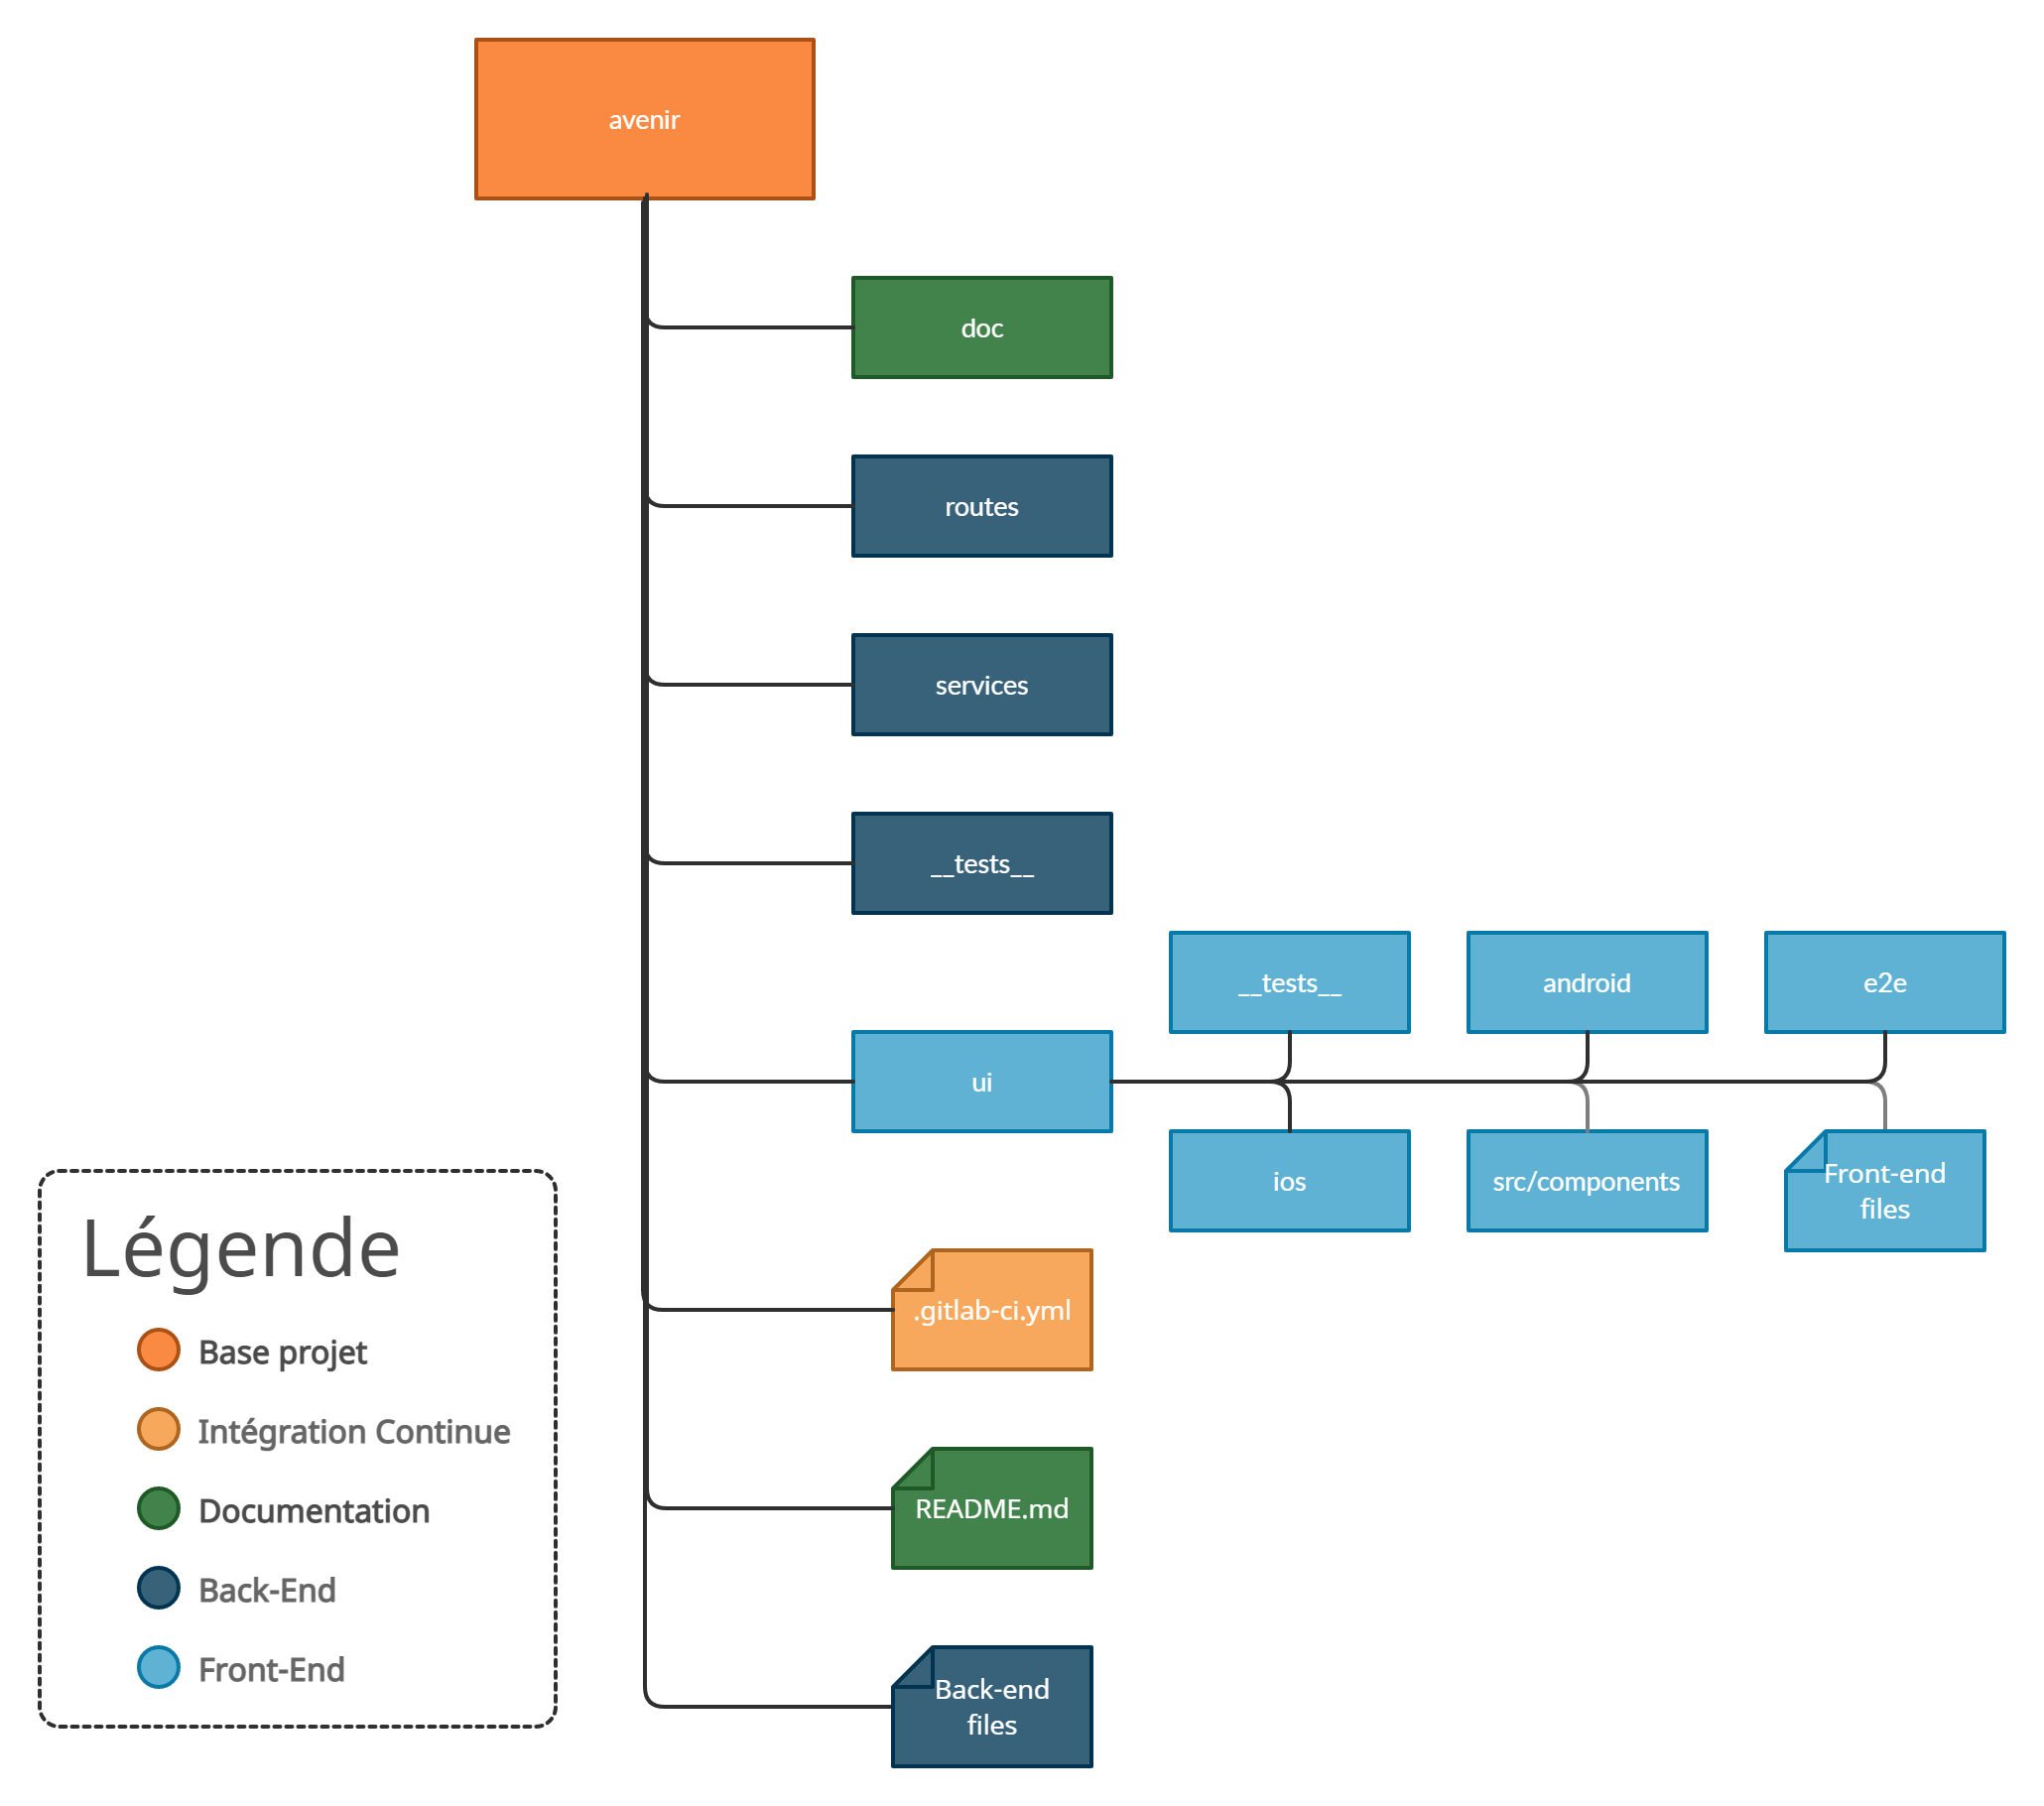 avenir
doc
routes
services
__tests__
__tests__
android
e2e
ui
ios
src/components
Front-end
files
.gitlab-ci.yml
README.md
Back-end
files
Légende
Base projet
Intégration Continue
Documentation
Back-End
Front-End